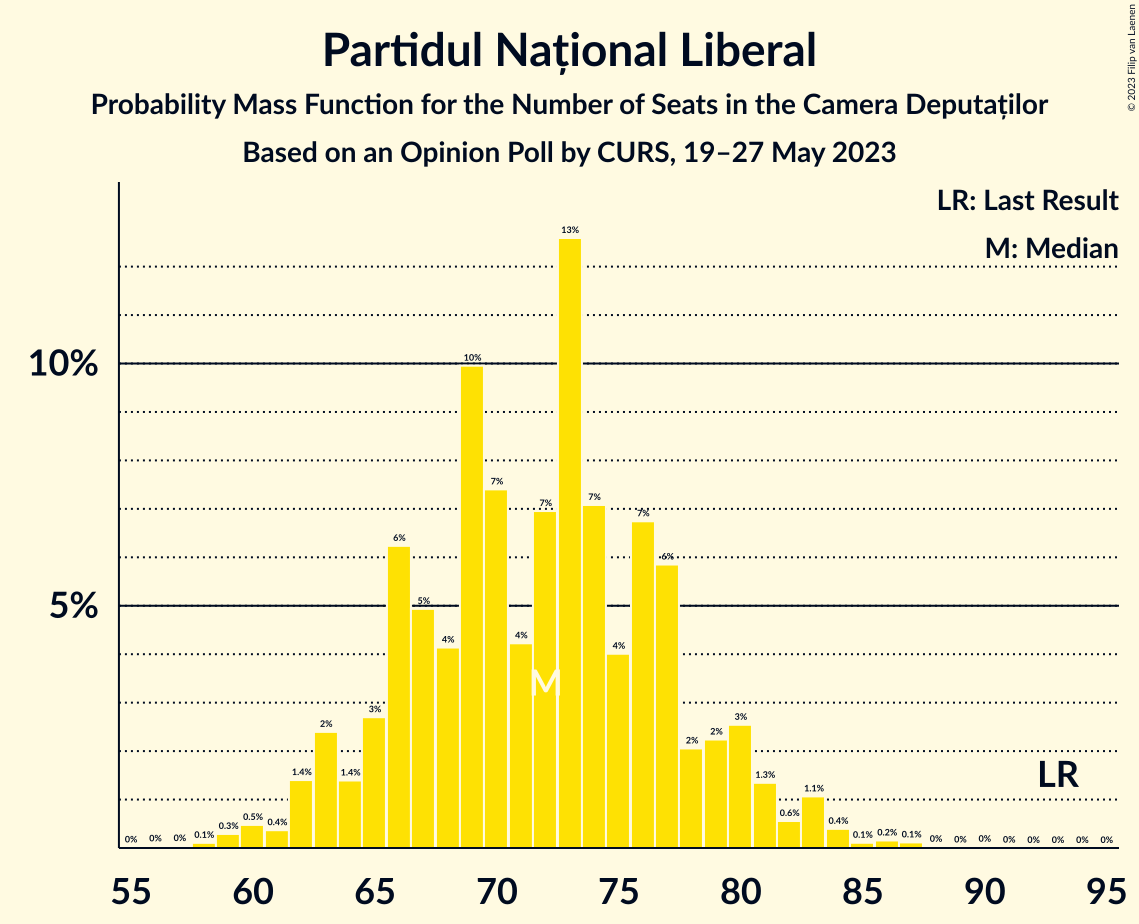 Partidul Național Liberal
Probability Mass Function for the Number of Seats in the Camera Deputaților
Based on an Opinion Poll by CURS, 19–27 May 2023
© 2023 Filip van Laenen
LR: Last Result
M: Median
10%
5%
0% 0% 0% 0.1% 0.3% 0.5% 0.4% 1.4% 2% 1.4% 3% 6% 5% 4% 10% 7% 4% 7% 13% 7% 4% 7% 6% 2% 2% 3% 1.3% 0.6% 1.1% 0.4% 0.1% 0.2% 0.1% 0% 0% 0% 0% 0% 0% 0% 0%
M
LR
55 60 65 70 75 80 85 90 95